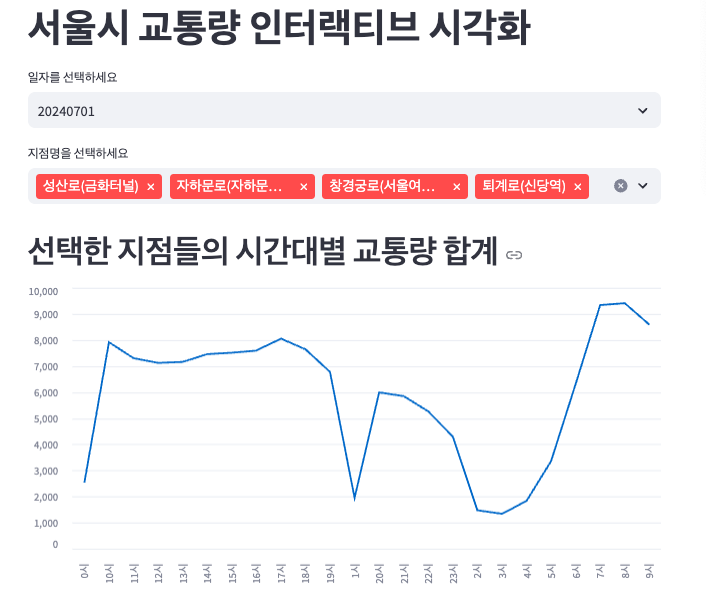 서울시 교통량 인터랙티브 시각화
일자를 선택하세요
20240701
지점명을 선택하세요
성산로(금화터널) × 자하문로(자하문... × 창경궁로(서울여... × 퇴계로(신당역) ×
선택한 지점들의 시간대별 교통량 합계
10,000
9,000
8,000
7,000
6,000
5,000
4,000
3,000
2,000
1,000
0
0시 10시 11시 12시 13시 14시 15시 16시 17시 18시 19시 1시 20시 21시 22시 23시 2시 3시 4시 5시 6시 7시 8시 9시